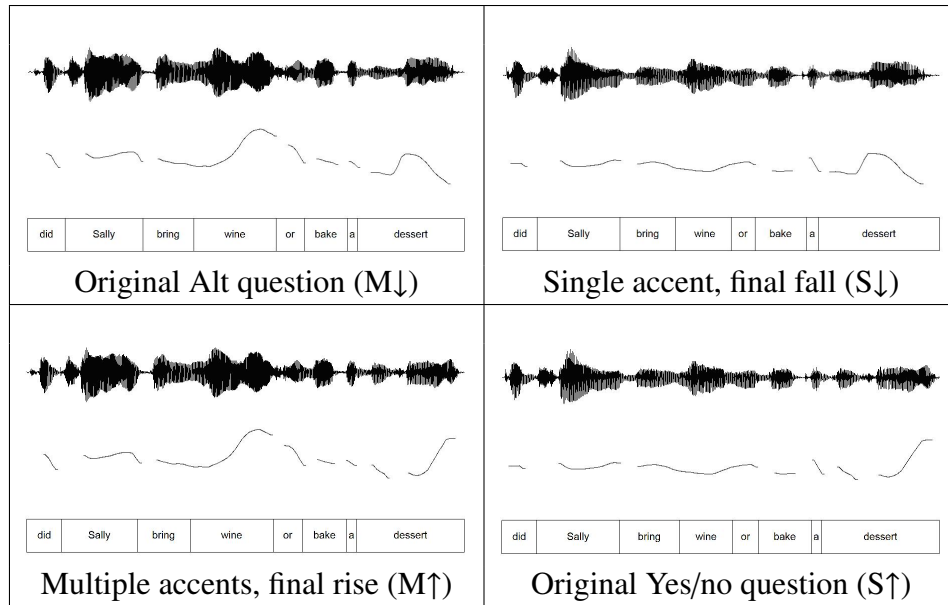 did Sally bring wine or bake a dessert
Original Alt question (M↓)
did Sally bring wine or bake a dessert
Single accent, final fall (S↓)
did Sally bring wine or bake a dessert
Multiple accents, final rise (M↑)
did Sally bring wine or bake a dessert
Original Yes/no question (S↑)